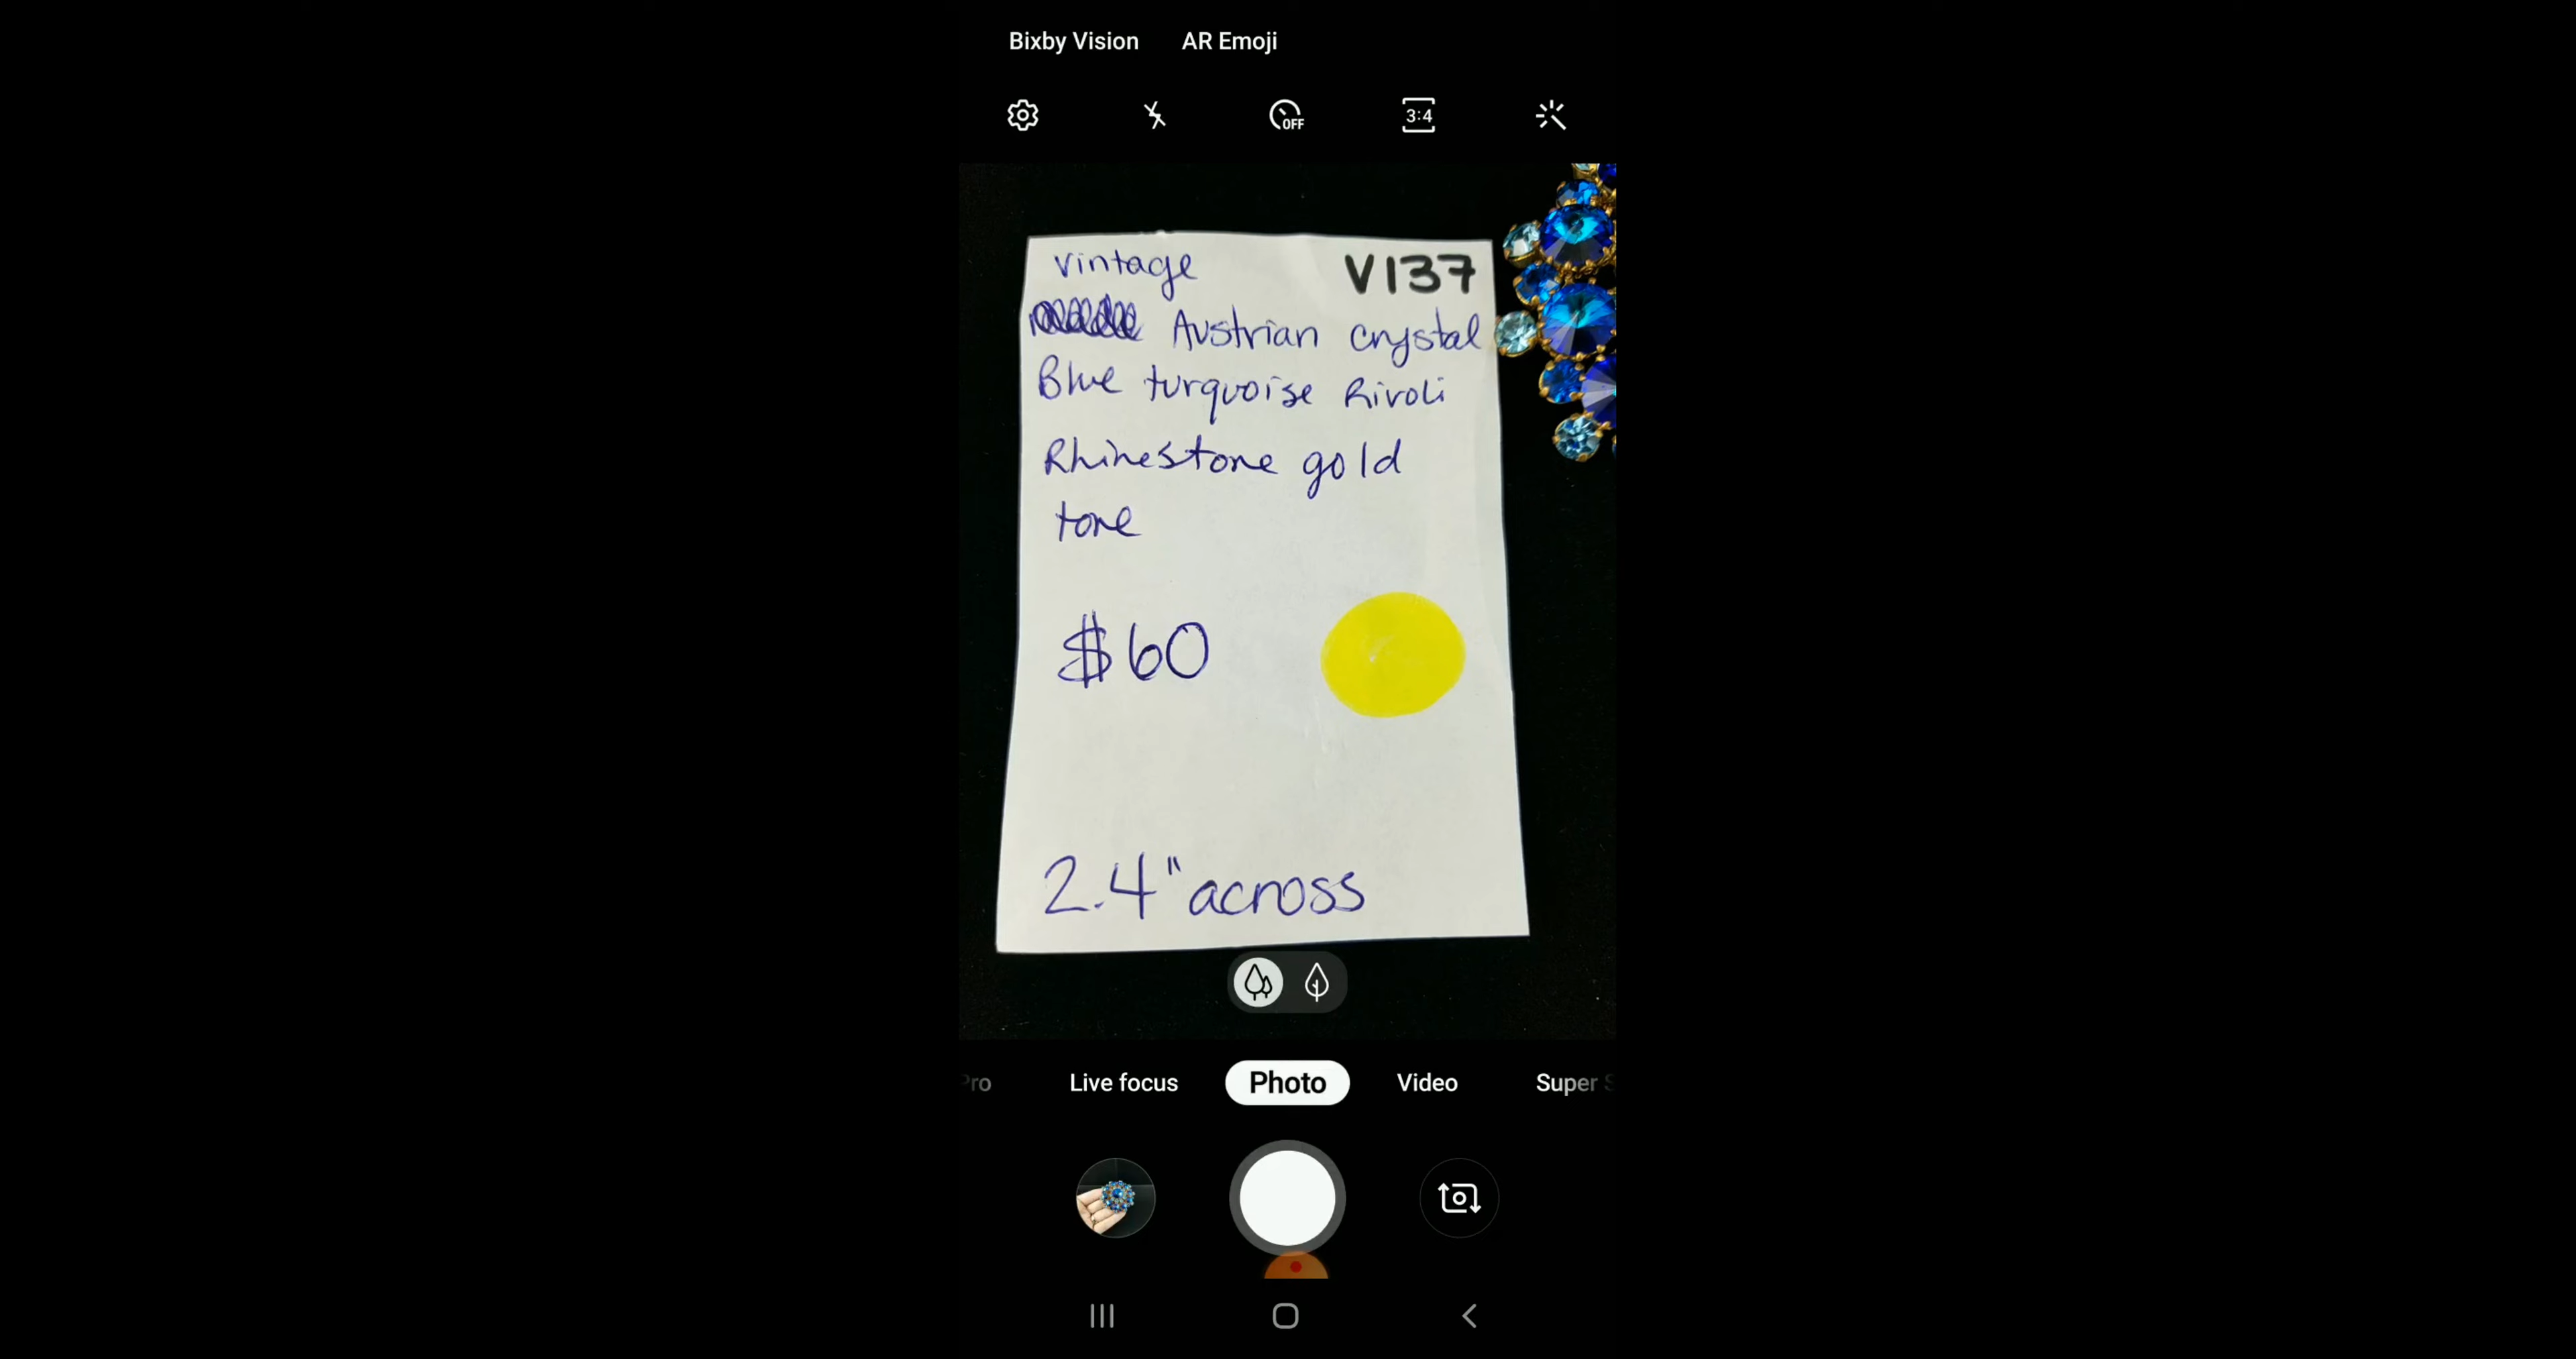 Bixby Vision AR Emoji
OFF 3:4
vintage V137
Austrian crystal
Blue turquoise Rivoli
Rhinestone gold
tone
$60
2.4" across
Live focus Photo Video Super